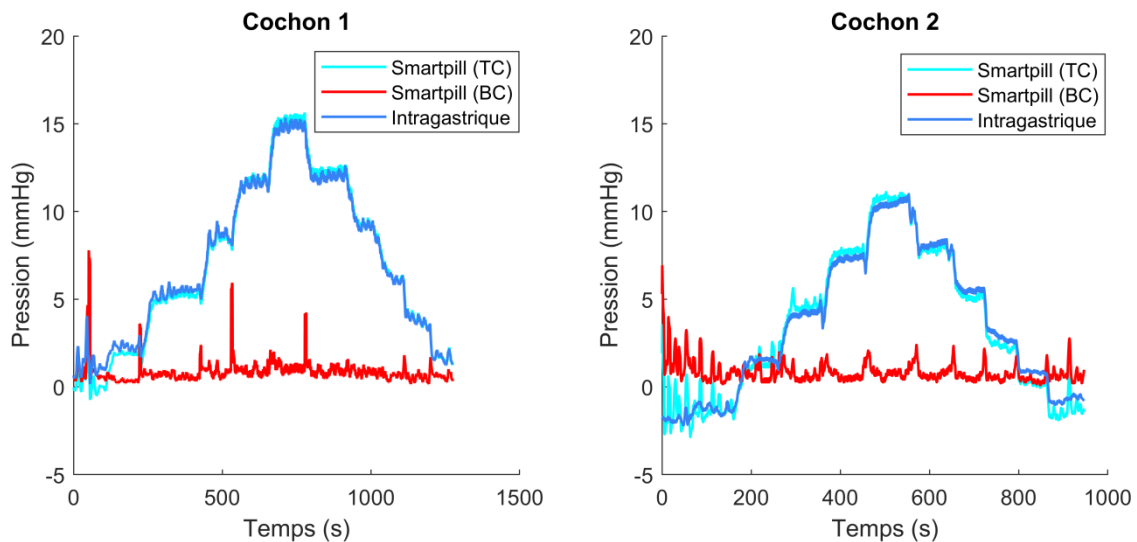 Cochon 1
20
15
10
5
0
-5
Pression (mmHg)
Smartpill (TC)
Smartpill (BC)
Intragastrique
0
500
1000
1500
Temps (s)
Cochon 2
20
15
10
5
0
-5
Pression (mmHg)
Smartpill (TC)
Smartpill (BC)
Intragastrique
0
200
400
600
800
1000
Temps (s)